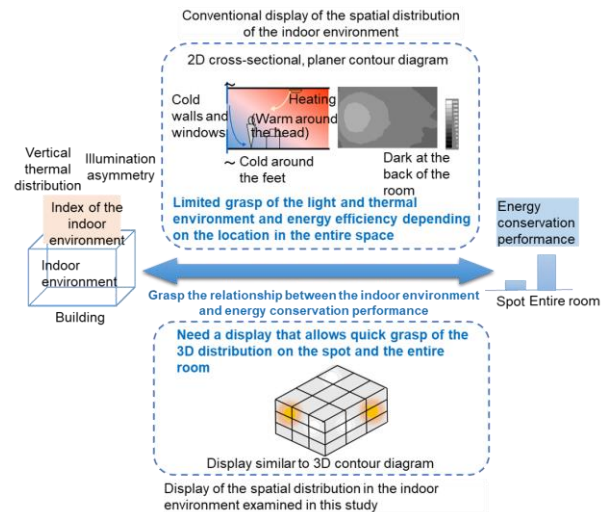 Conventional display of the spatial distribution
of the indoor environment
2D cross-sectional, planer contour diagram
Cold
walls and
windows
Heating
(Warm around
the head)
Cold around
the feet
Dark at the
back of the
room
Limited grasp of the light and thermal
environment and energy efficiency depending
on the location in the entire space
Vertical
thermal
distribution
Illumination
asymmetry
Index of the
indoor
environment
Indoor
environment
Building
Energy
conservation
performance
Spot Entire room
Grasp the relationship between the indoor environment
and energy conservation performance
Need a display that allows quick grasp of the
3D distribution on the spot and the entire
room
Display similar to 3D contour diagram
Display of the spatial distribution in the indoor
environment examined in this study